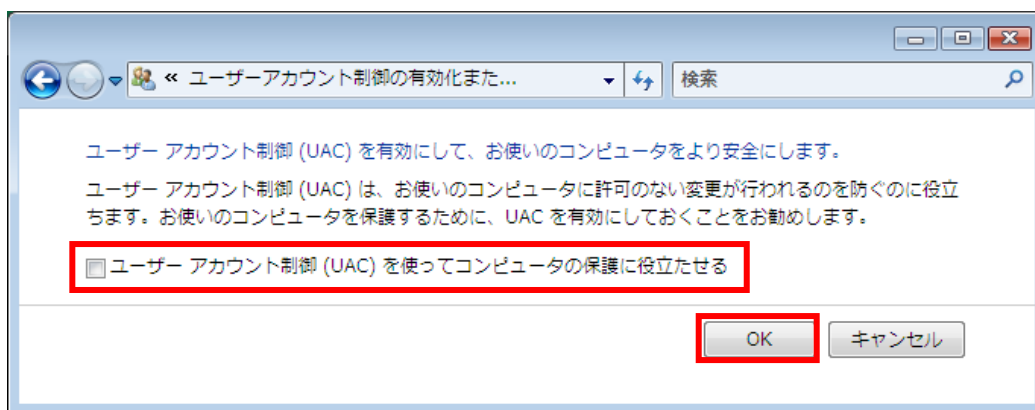 « ユーザーアカウント制御の有効化また...
検索
ユーザー アカウント制御 (UAC) を有効にして、お使いのコンピュータをより安全にします。
ユーザー アカウント制御 (UAC) は、お使いのコンピュータに許可のない変更が行われるのを防ぐのに役立
ちます。お使いのコンピュータを保護するために、UAC を有効にしておくことをお勧めします。
ユーザー アカウント制御 (UAC) を使ってコンピュータの保護に役立たせる
OK
キャンセル